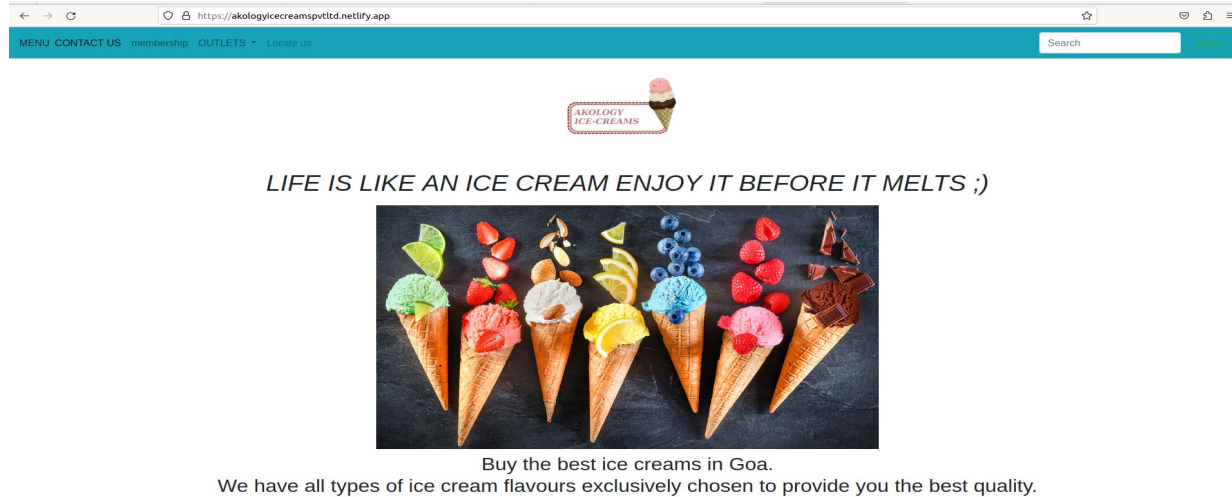 https://akologyicecreamspvtltd.netlify.app
MENU CONTACT US membership OUTLETS Locate us Search Search
AKOLOGY
ICE-CREAMS
LIFE IS LIKE AN ICE CREAM ENJOY IT BEFORE IT MELTS ;)
Buy the best ice creams in Goa.
We have all types of ice cream flavours exclusively chosen to provide you the best quality.